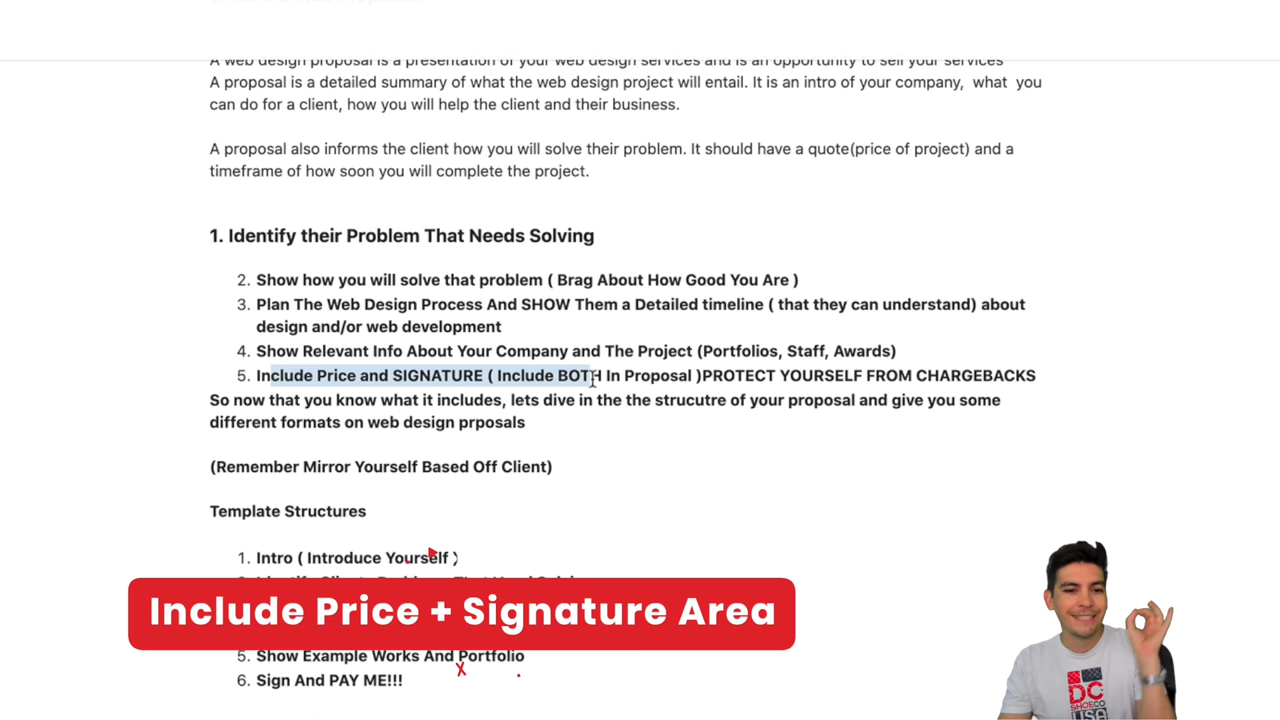 A web design proposal is a presentation of your web design services and is an opportunity to sell your services
A proposal is a detailed summary of what the web design project will entail. It is an intro of your company, what you
can do for a client, how you will help the client and their business.
A proposal also informs the client how you will solve their problem. It should have a quote(price of project) and a
timeframe of how soon you will complete the project.
1. Identify their Problem That Needs Solving
2. Show how you will solve that problem ( Brag About How Good You Are )
3. Plan The Web Design Process And SHOW Them a Detailed timeline ( that they can understand) about
design and/or web development
4. Show Relevant Info About Your Company and The Project (Portfolios, Staff, Awards)
5. Include Price and SIGNATURE ( Include BOTH In Proposal )PROTECT YOURSELF FROM CHARGEBACKS
So now that you know what it includes, lets dive in the the strucutre of your proposal and give you some
different formats on web design prposals
(Remember Mirror Yourself Based Off Client)
Template Structures
1. Intro ( Introduce Yourself )
Include Price + Signature Area
5. Show Example Works And Portfolio
6. Sign And PAY ME!!!
DC
SHOECO
USA